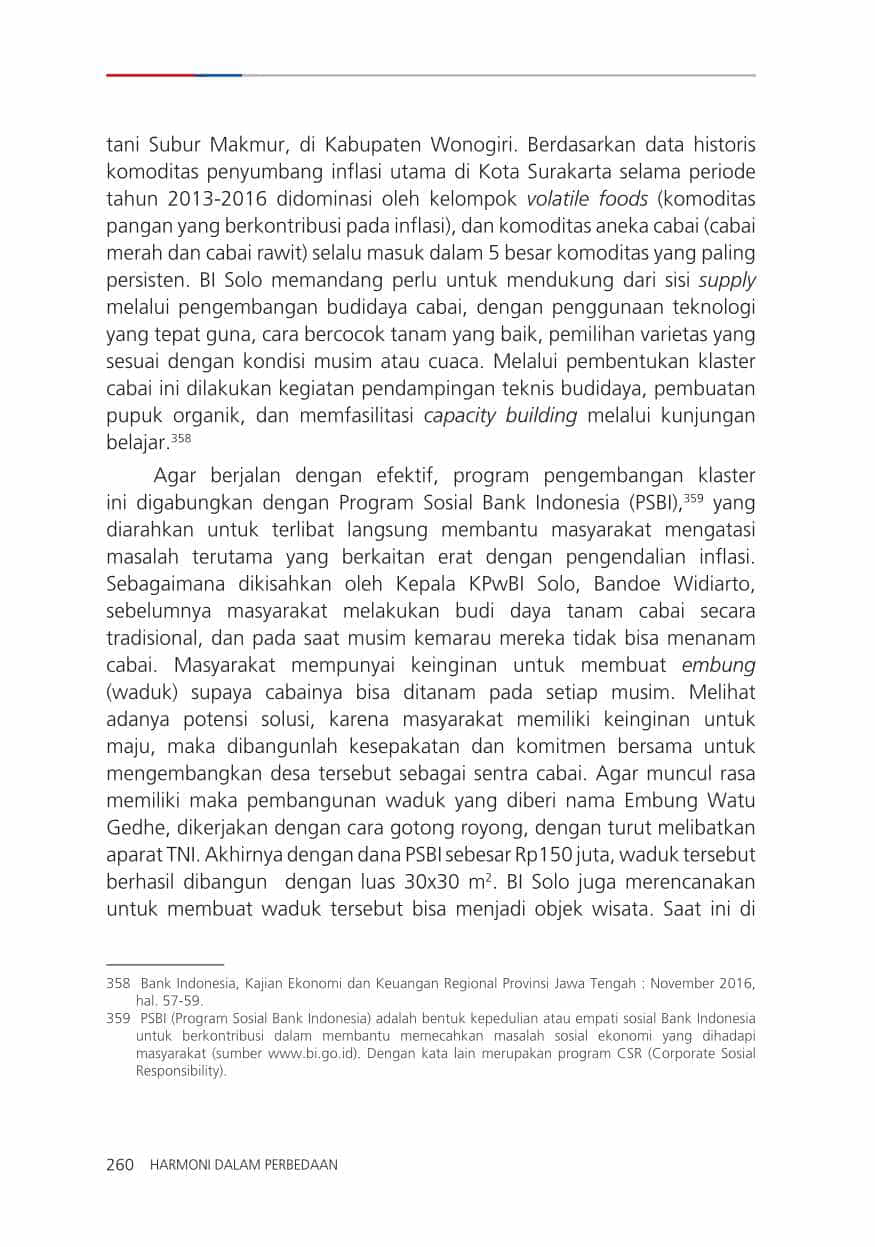 tani Subur Makmur, di Kabupaten Wonogiri. Berdasarkan data historis
komoditas penyumbang inflasi utama di Kota Surakarta selama periode
tahun 2013-2016 didominasi oleh kelompok volatile foods (komoditas
pangan yang berkontribusi pada inflasi), dan komoditas aneka cabai (cabai
merah dan cabai rawit) selalu masuk dalam 5 besar komoditas yang paling
persisten. BI Solo memandang perlu untuk mendukung dari sisi supply
melalui pengembangan budidaya cabai, dengan penggunaan teknologi
yang tepat guna, cara bercocok tanam yang baik, pemilihan varietas yang
sesuai dengan kondisi musim atau cuaca. Melalui pembentukan klaster
cabai ini dilakukan kegiatan pendampingan teknis budidaya, pembuatan
pupuk organik, dan memfasilitasi capacity building melalui kunjungan
belajar.³⁵⁸
Agar berjalan dengan efektif, program pengembangan klaster
ini digabungkan dengan Program Sosial Bank Indonesia (PSBI),³⁵⁹ yang
diarahkan untuk terlibat langsung membantu masyarakat mengatasi
masalah terutama yang berkaitan erat dengan pengendalian inflasi.
Sebagaimana dikisahkan oleh Kepala KPwBI Solo, Bandoe Widiarto,
sebelumnya masyarakat melakukan budi daya tanam cabai secara
tradisional, dan pada saat musim kemarau mereka tidak bisa menanam
cabai. Masyarakat mempunyai keinginan untuk membuat embung
(waduk) supaya cabainya bisa ditanam pada setiap musim. Melihat
adanya potensi solusi, karena masyarakat memiliki keinginan untuk
maju, maka dibangunlah kesepakatan dan komitmen bersama untuk
mengembangkan desa tersebut sebagai sentra cabai. Agar muncul rasa
memiliki maka pembangunan waduk yang diberi nama Embung Watu
Gedhe, dikerjakan dengan cara gotong royong, dengan turut melibatkan
aparat TNI. Akhirnya dengan dana PSBI sebesar Rp150 juta, waduk tersebut
berhasil dibangun dengan luas 30x30 m². BI Solo juga merencanakan
untuk membuat waduk tersebut bisa menjadi objek wisata. Saat ini di
358 Bank Indonesia, Kajian Ekonomi dan Keuangan Regional Provinsi Jawa Tengah : November 2016,
hal. 57-59.
359 PSBI (Program Sosial Bank Indonesia) adalah bentuk kepedulian atau empati sosial Bank Indonesia
untuk berkontribusi dalam membantu memecahkan masalah sosial ekonomi yang dihadapi
masyarakat (sumber www.bi.go.id). Dengan kata lain merupakan program CSR (Corporate Sosial
Responsibility).
260 HARMONI DALAM PERBEDAAN